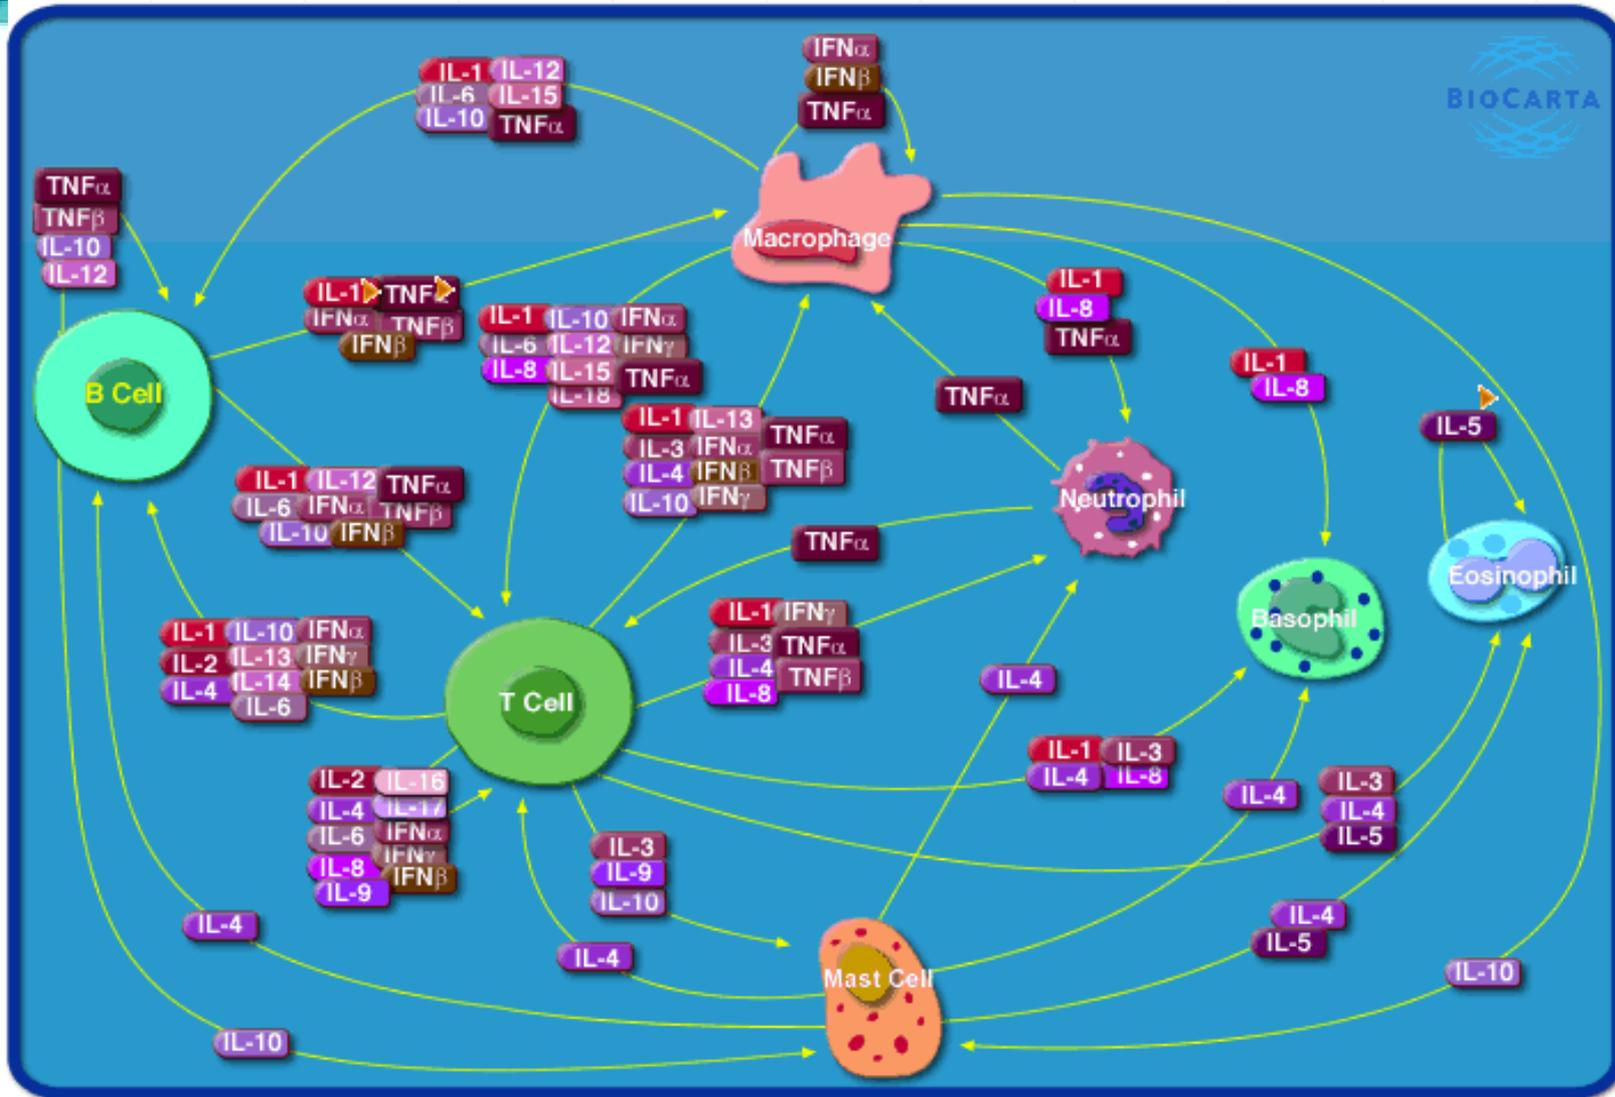 IFNα
IFNβ
TNFα
BIOCARTA
IL-1 IL-12
IL-6 IL-15
IL-10 TNFα
TNFα
TNFβ
IL-10
IL-12
Macrophage
IL-1 TNFα
IFNα TNFβ
IFNβ
IL-1 IL-10 IFNα
IL-6 IL-12 IFNγ
IL-8 IL-15 TNFα
IL-18
IL-1
IL-8
TNFα
IL-1
IL-8
B Cell
TNFα
IL-5
IL-1 IL-13 TNFα
IL-3 IFNα
IL-4 IFNβ TNFβ
IL-10 IFNγ
IL-1 IL-12 TNFα
IL-6 IFNα TNFβ
IL-10 IFNβ
Neutrophil
TNFα
Eosinophil
Basophil
IL-1 IL-10 IFNα
IL-2 IL-13 IFNγ
IL-4 IL-14 IFNβ
IL-6
T Cell
IL-1 IFNγ
IL-3 TNFα
IL-4 TNFβ
IL-8
IL-4
IL-1 IL-3
IL-4 IL-8
IL-4
IL-3
IL-4
IL-5
IL-2 IL-16
IL-4 IL-17
IL-6 IFNα
IFNγ
IL-8 IFNβ
IL-9
IL-3
IL-9
IL-10
IL-4
IL-4
Mast Cell
IL-4
IL-5
IL-10
IL-10